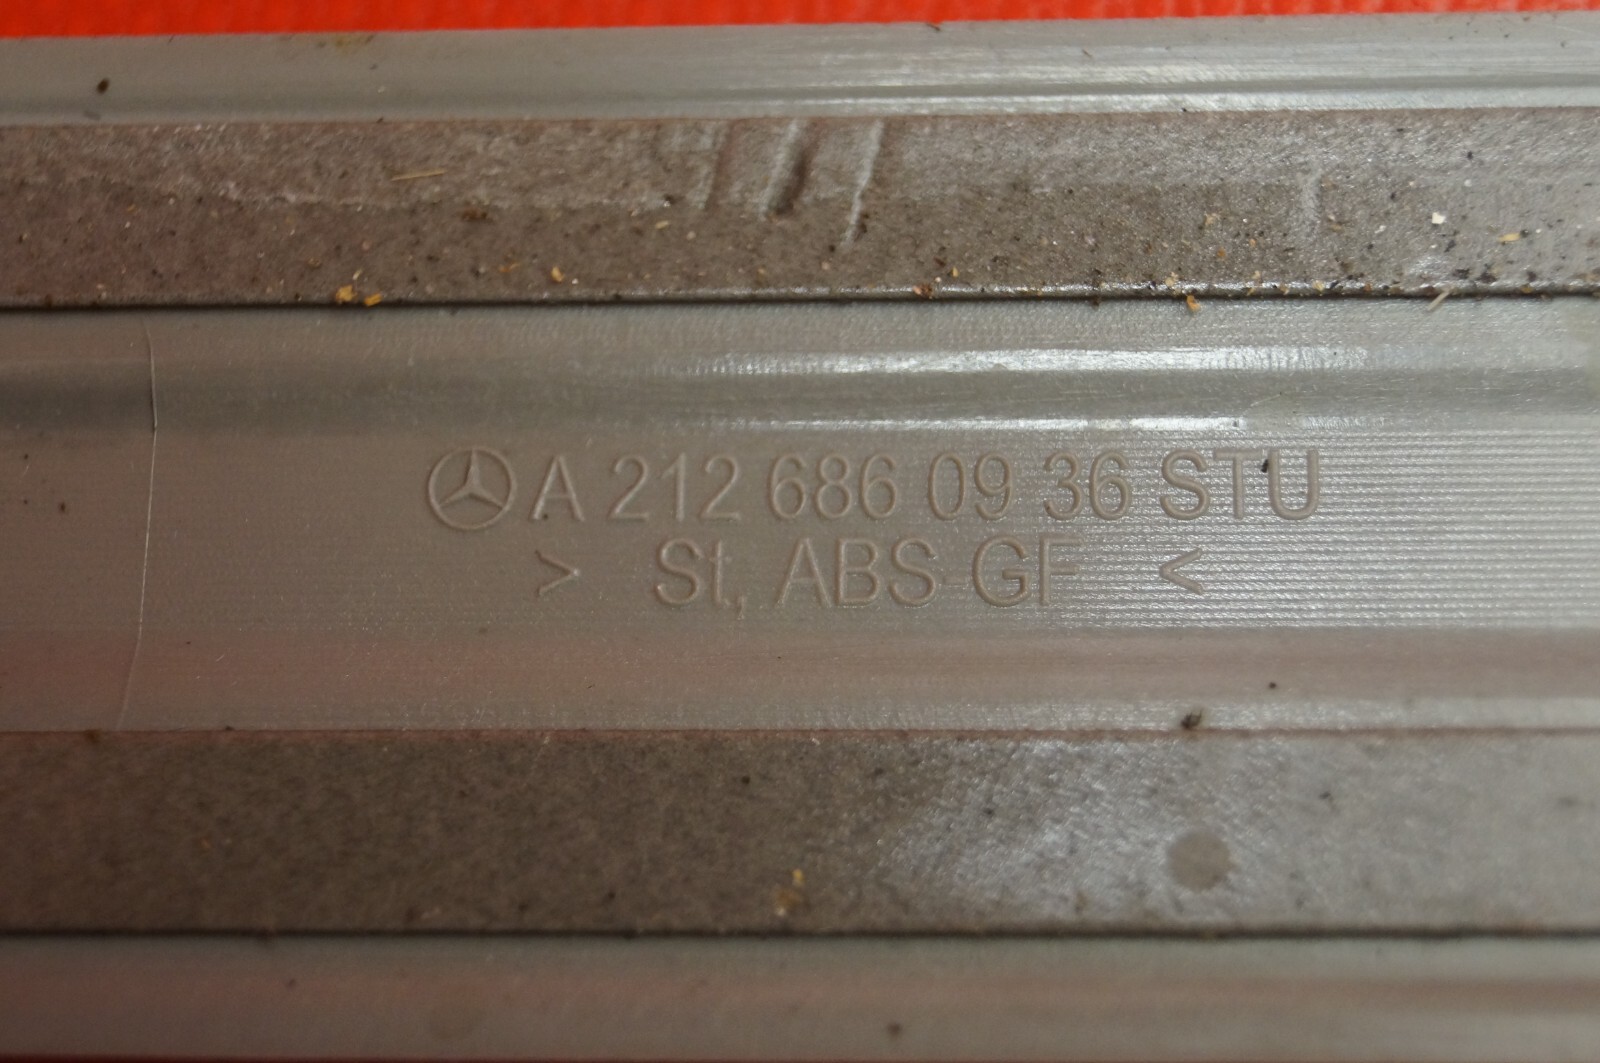 A 212 686 09 36 STU
> St, ABS-GF <